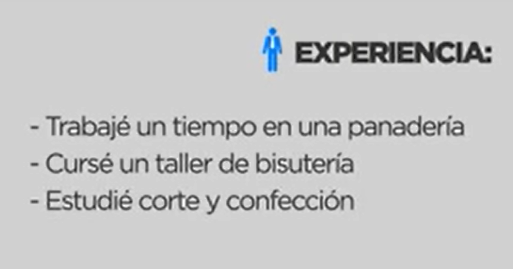 EXPERIENCIA:
- Trabajé un tiempo en una panadería
- Cursé un taller de bisutería
- Estudié corte y confección